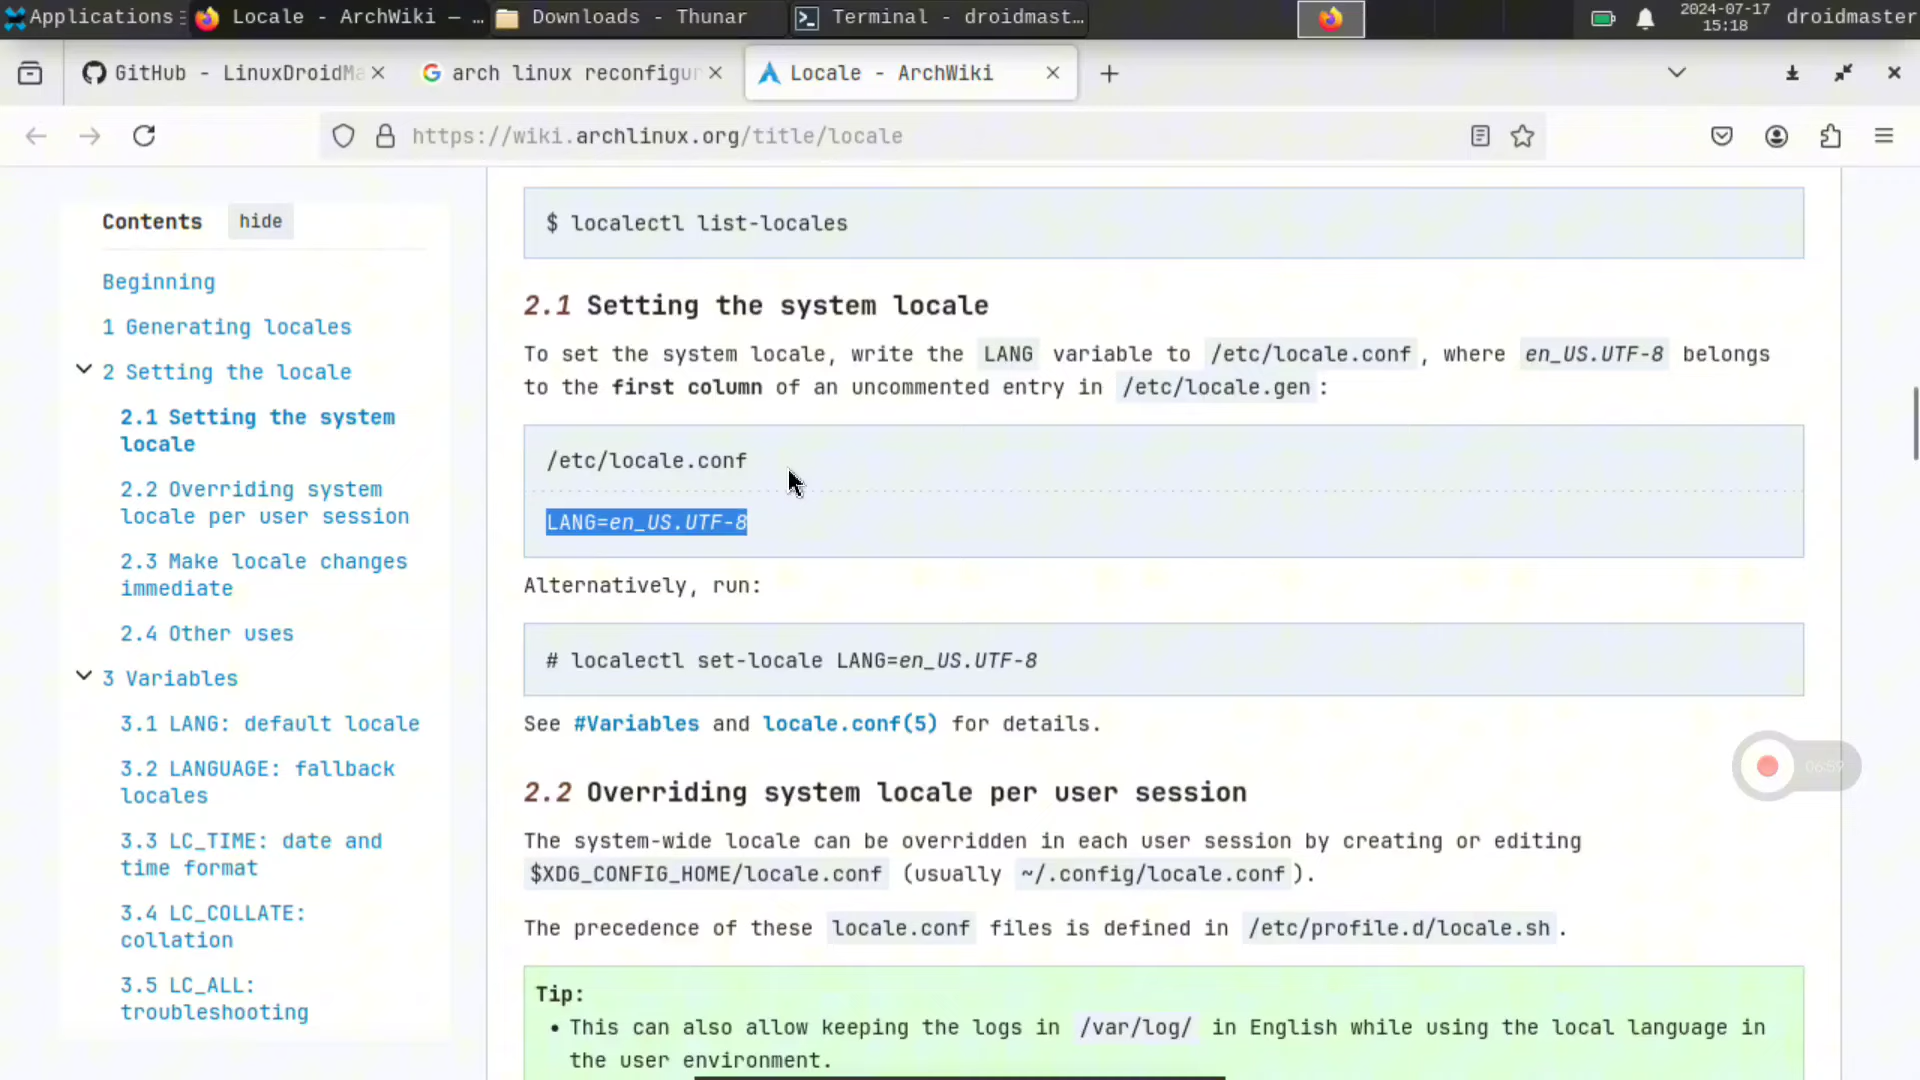 Applications
Locale - ArchWiki — …
Downloads - Thunar
Terminal - droidmast…
2024-07-17
15:18
droidmaster
GitHub - LinuxDroidMa
arch linux reconfigur
Locale - ArchWiki
https://wiki.archlinux.org/title/locale
Contents
hide
Beginning
1 Generating locales
2 Setting the locale
2.1 Setting the system
locale
2.2 Overriding system
locale per user session
2.3 Make locale changes
immediate
2.4 Other uses
3 Variables
3.1 LANG: default locale
3.2 LANGUAGE: fallback
locales
3.3 LC_TIME: date and
time format
3.4 LC_COLLATE:
collation
3.5 LC_ALL:
troubleshooting
$ localectl list-locales
2.1 Setting the system locale
To set the system locale, write the LANG variable to /etc/locale.conf, where en_US.UTF-8 belongs
to the first column of an uncommented entry in /etc/locale.gen:
/etc/locale.conf
LANG=en_US.UTF-8
Alternatively, run:
# localectl set-locale LANG=en_US.UTF-8
See #Variables and locale.conf(5) for details.
2.2 Overriding system locale per user session
The system-wide locale can be overridden in each user session by creating or editing
$XDG_CONFIG_HOME/locale.conf (usually ~/.config/locale.conf).
The precedence of these locale.conf files is defined in /etc/profile.d/locale.sh.
Tip:
• This can also allow keeping the logs in /var/log/ in English while using the local language in
the user environment.
06:59